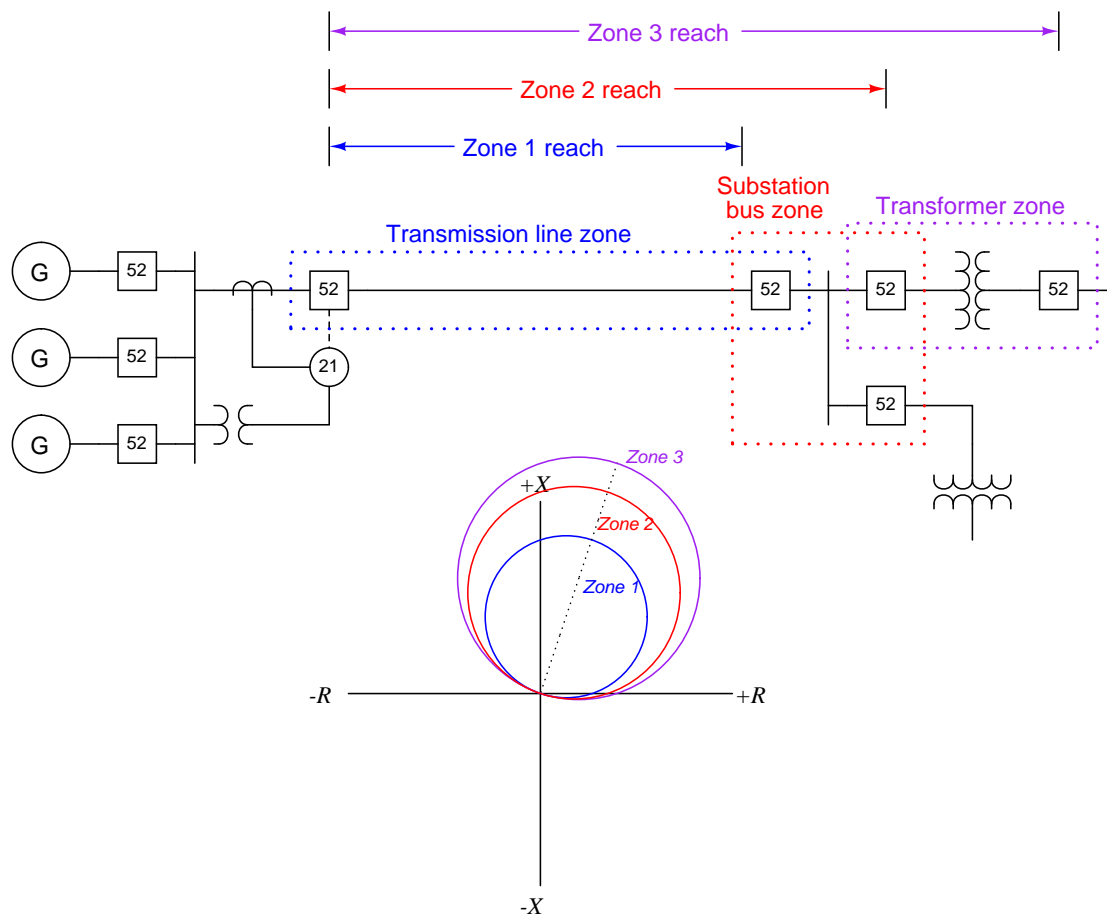 Zone 3 reach
Zone 2 reach
Zone 1 reach
Substation
bus zone
Transformer zone
Transmission line zone
G
52
52
52
52
52
G
52
21
52
G
52
Zone 3
+X
Zone 2
Zone 1
-R
+R
-X